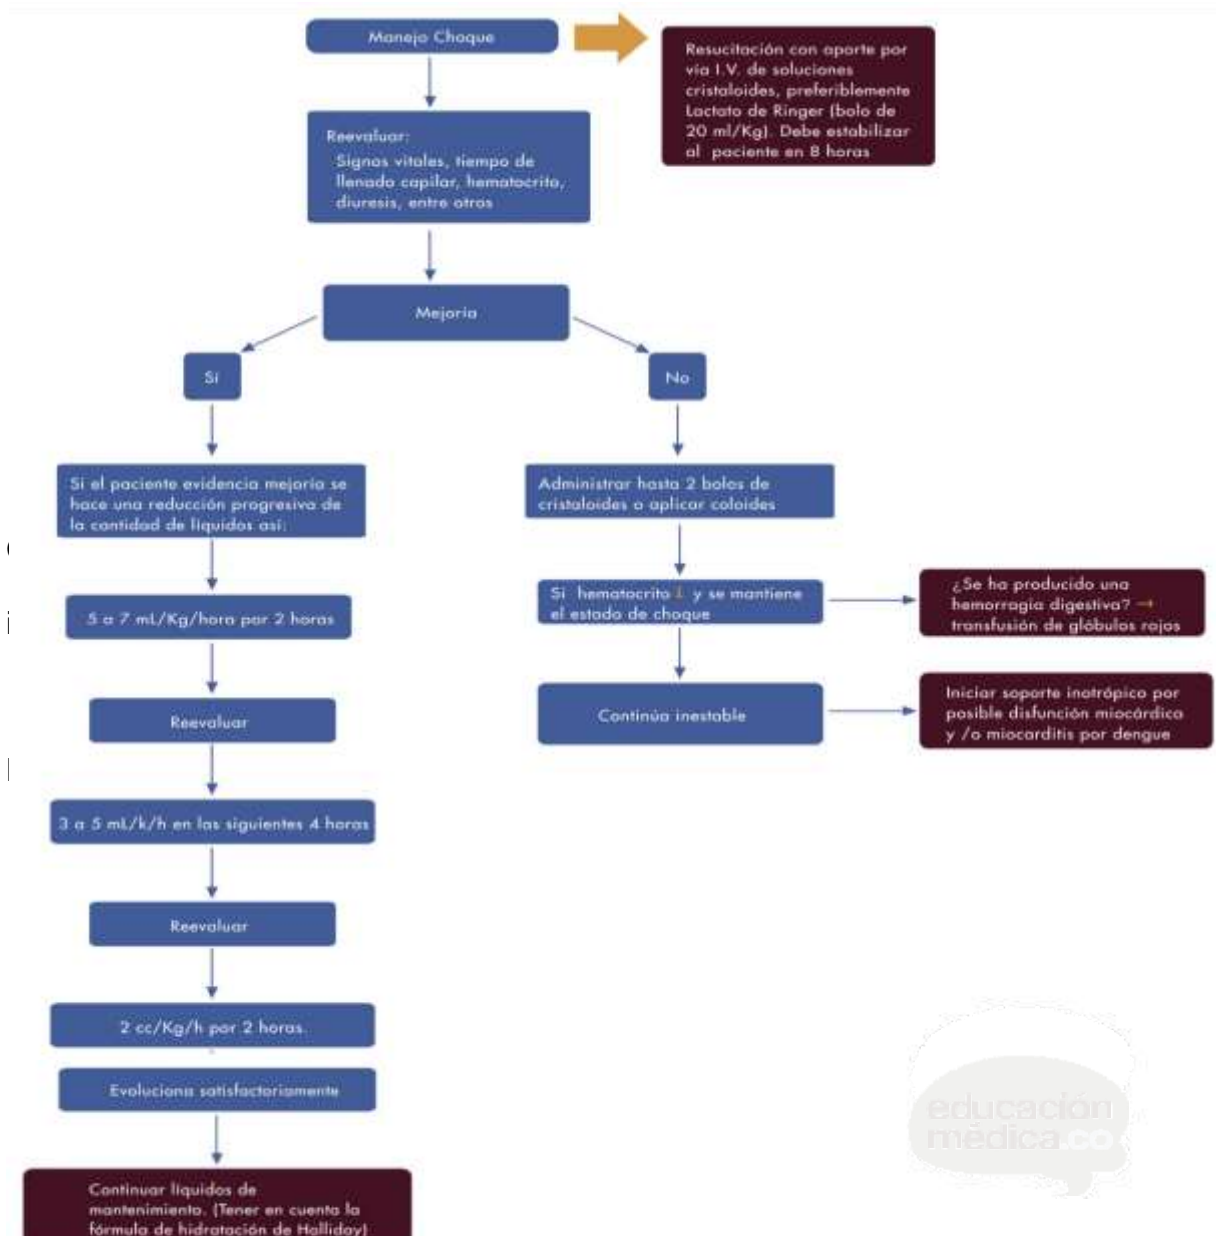 Manejo Choque
Resucitación con aporte por
vía I.V. de soluciones
cristaloides, preferiblemente
Lactato de Ringer (bolo de
20 ml/Kg). Debe estabilizar
al paciente en 8 horas
Reevaluar:
Signos vitales, tiempo de
llenado capilar, hematocrito,
diuresis, entre otros
Mejoría
Sí
No
Si el paciente evidencia mejoría se
hace una reducción progresiva de
la cantidad de líquidos así:
5 a 7 mL/Kg/hora por 2 horas
Reevaluar
3 a 5 mL/k/h en las siguientes 4 horas
Reevaluar
2 cc/Kg/h por 2 horas.
Evoluciona satisfactoriamente
Continuar líquidos de
mantenimiento. (Tener en cuenta la
fórmula de hidratación de Halliday)
Administrar hasta 2 bolos de
cristaloides o aplicar coloides
Si hematocrito ↓ y se mantiene
el estado de choque
¿Se ha producido una
hemorragia digestiva? →
transfusión de glóbulos rojos
Continúa inestable
Iniciar soporte inotrópico por
posible disfunción miocárdica
y /o miocarditis por dengue
educación
médica.co